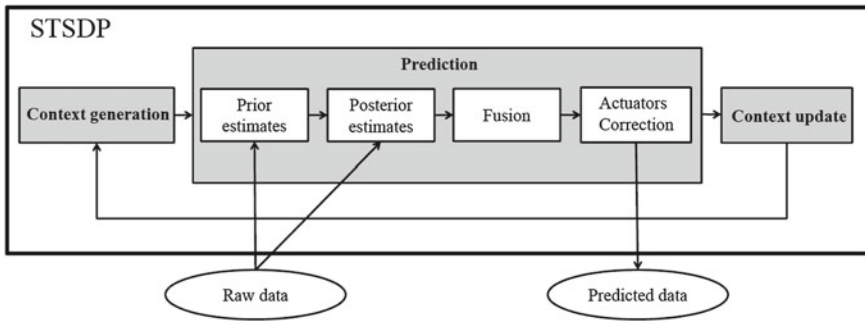 STSDP
Prediction
Context generation
Prior
estimates
Posterior
estimates
Fusion
Actuators
Correction
Context update
Raw data
Predicted data